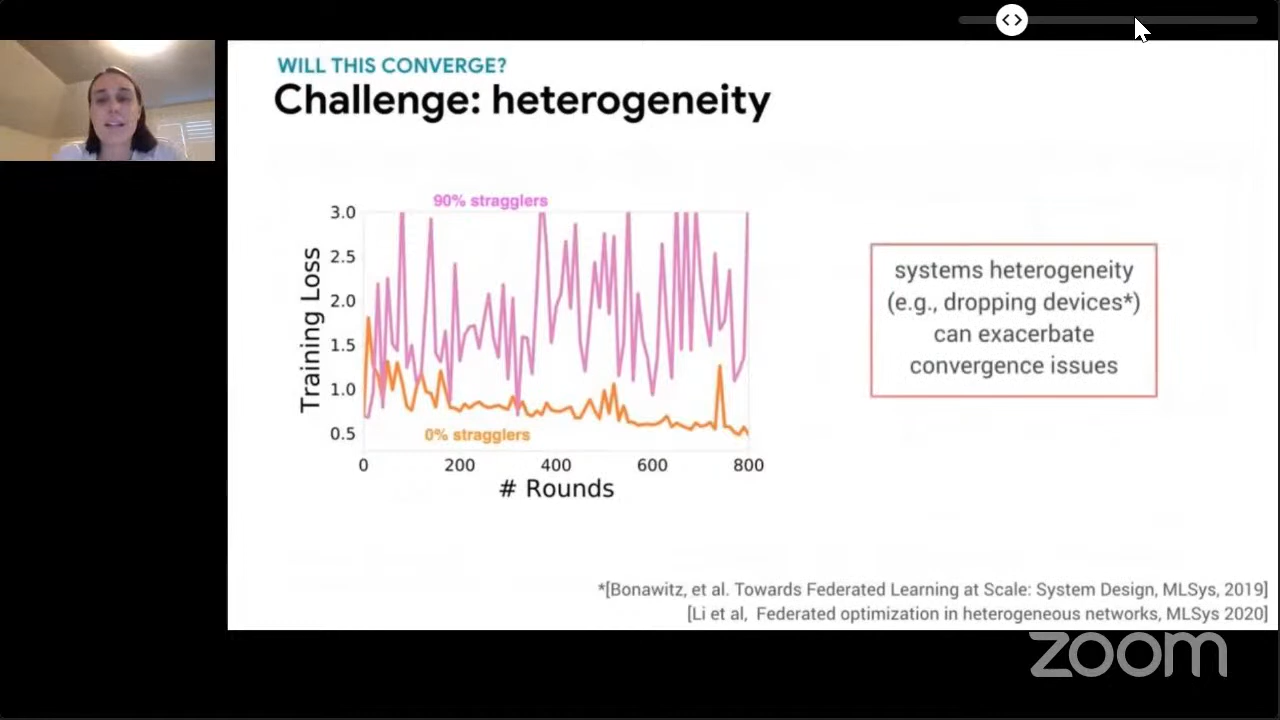 WILL THIS CONVERGE?
Challenge: heterogeneity
90% stragglers
3.0
2.5
2.0
1.5
1.0
0.5
Training Loss
0% stragglers
0 200 400 600 800
# Rounds
systems heterogeneity
(e.g., dropping devices*)
can exacerbate
convergence issues
*[Bonawitz, et al. Towards Federated Learning at Scale: System Design, MLSys, 2019]
[Li et al, Federated optimization in heterogeneous networks, MLSys 2020]
zoom